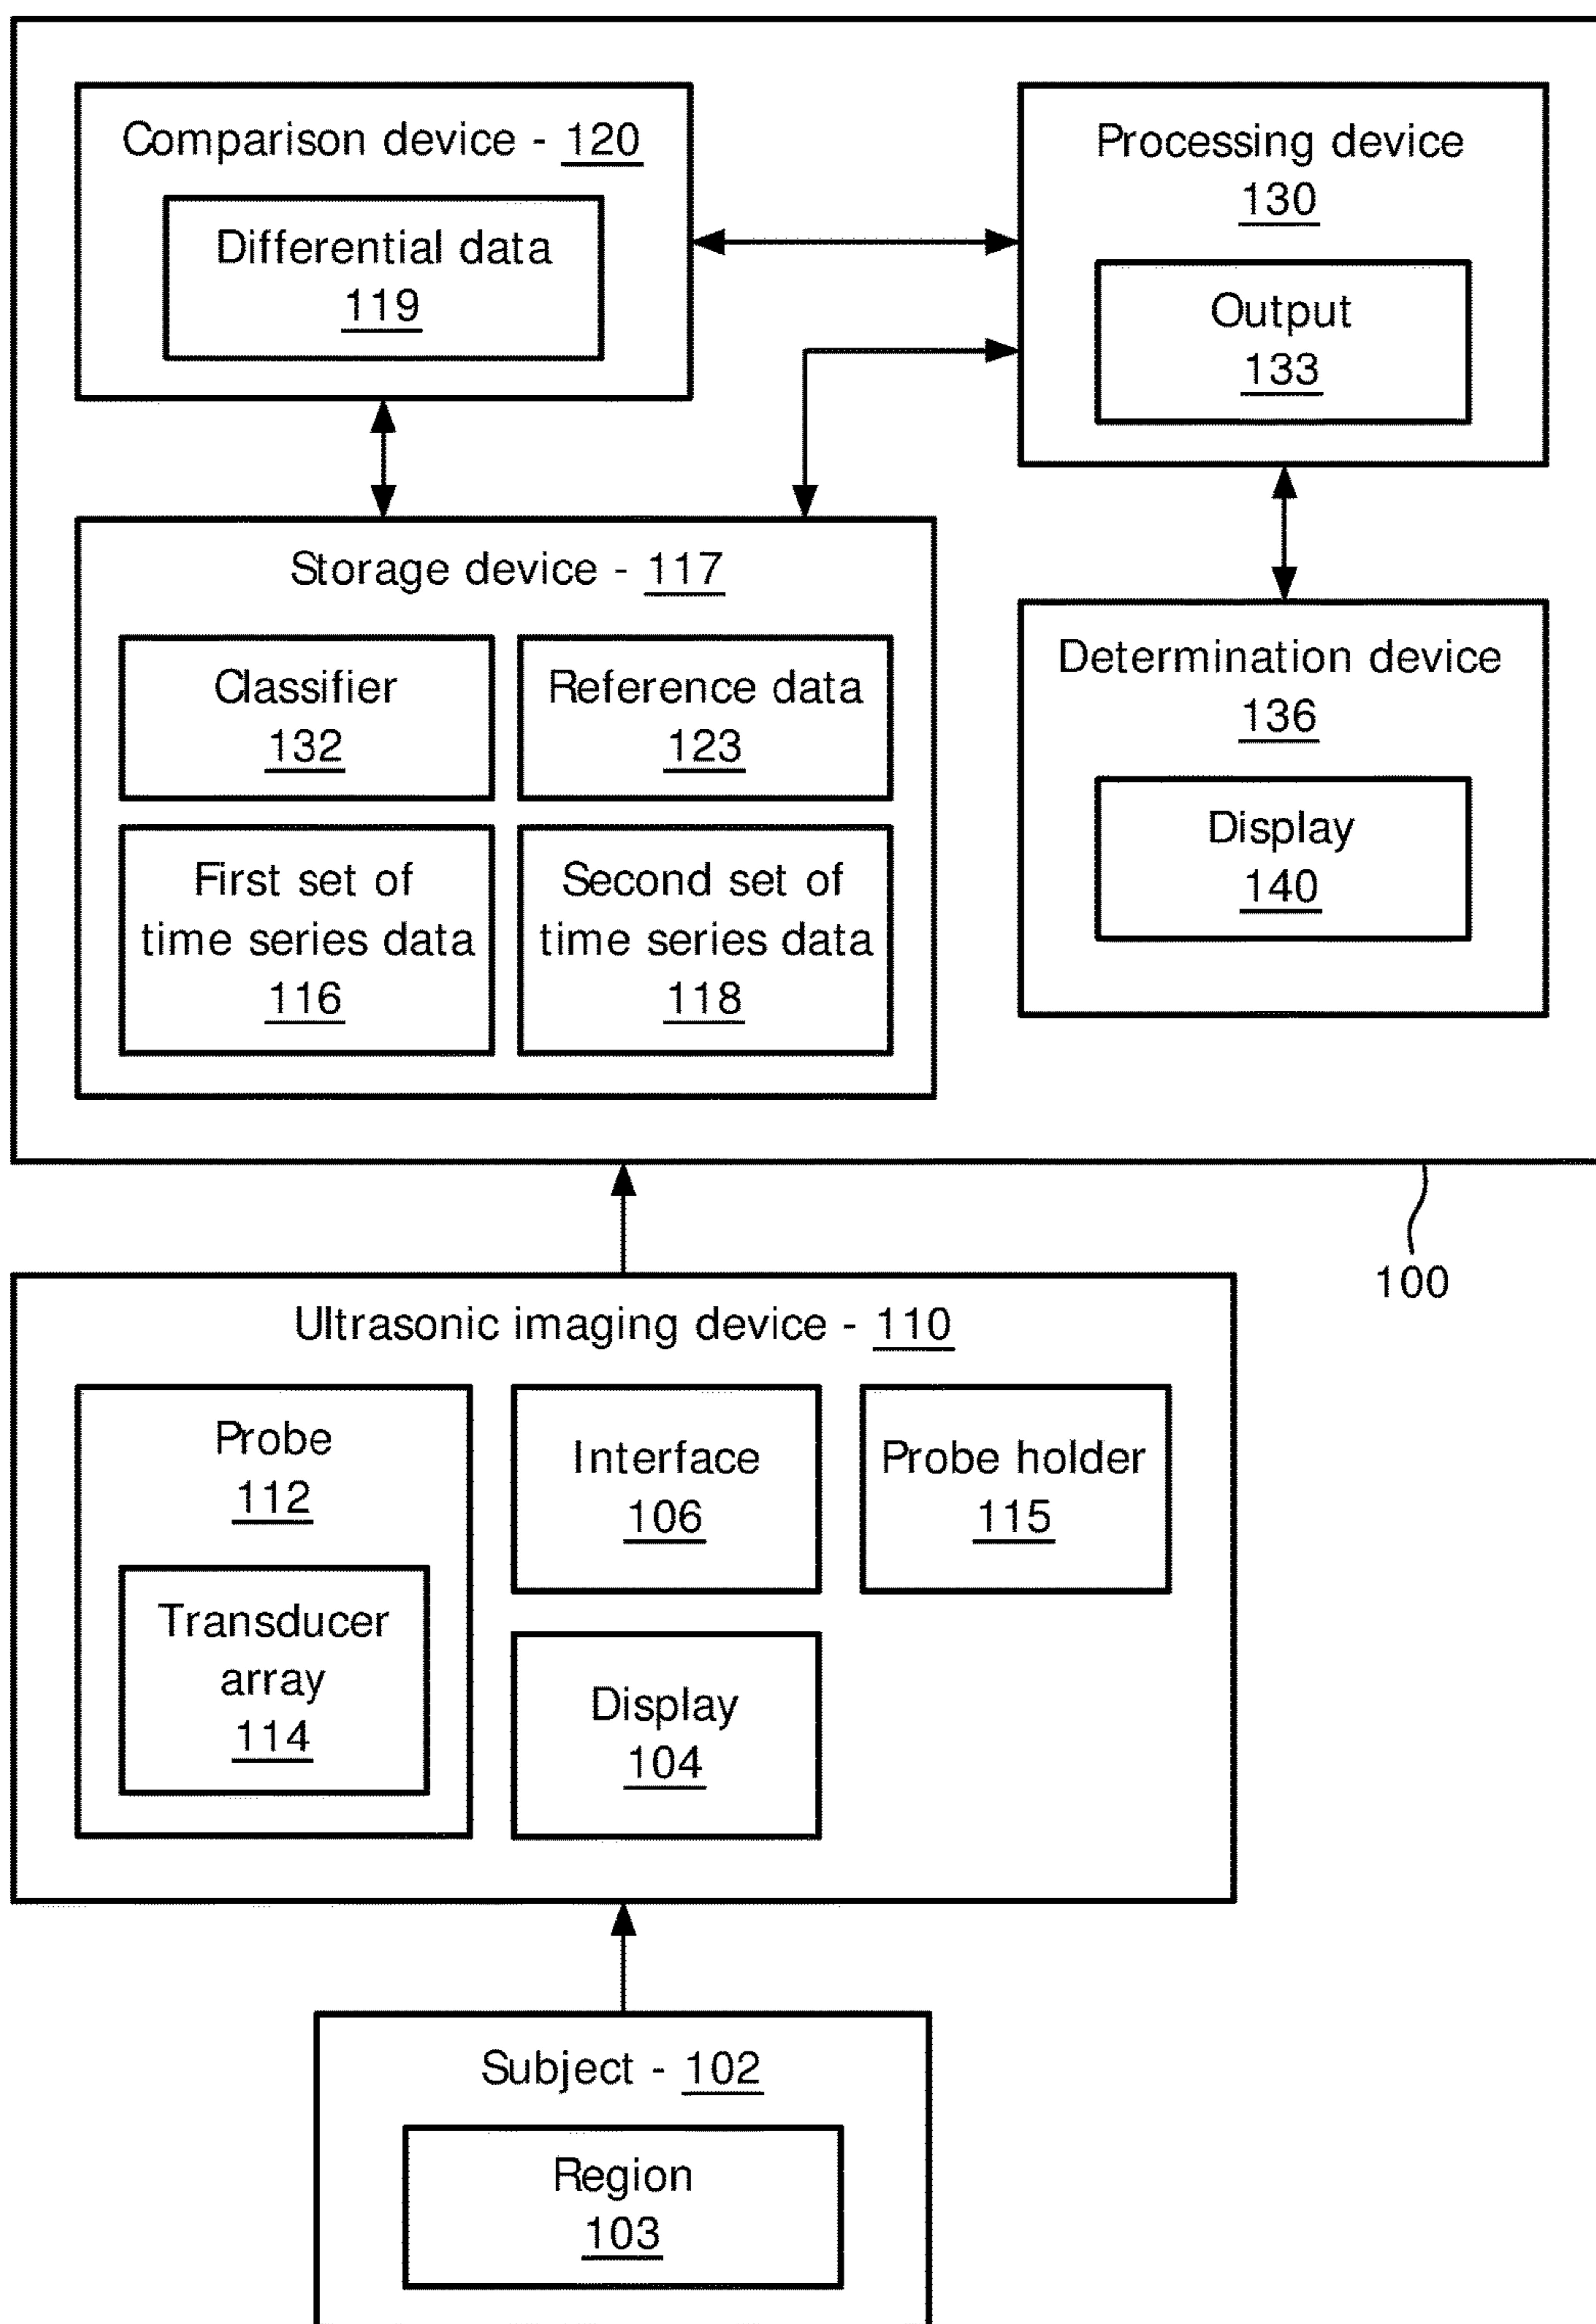 Comparison device - 120
Differential data
119
Processing device
130
Output
133
Storage device - 117
Classifier
132
Reference data
123
First set of
time series data
116
Second set of
time series data
118
Determination device
136
Display
140
100
Ultrasonic imaging device - 110
Probe
112
Transducer
array
114
Interface
106
Probe holder
115
Display
104
Subject - 102
Region
103